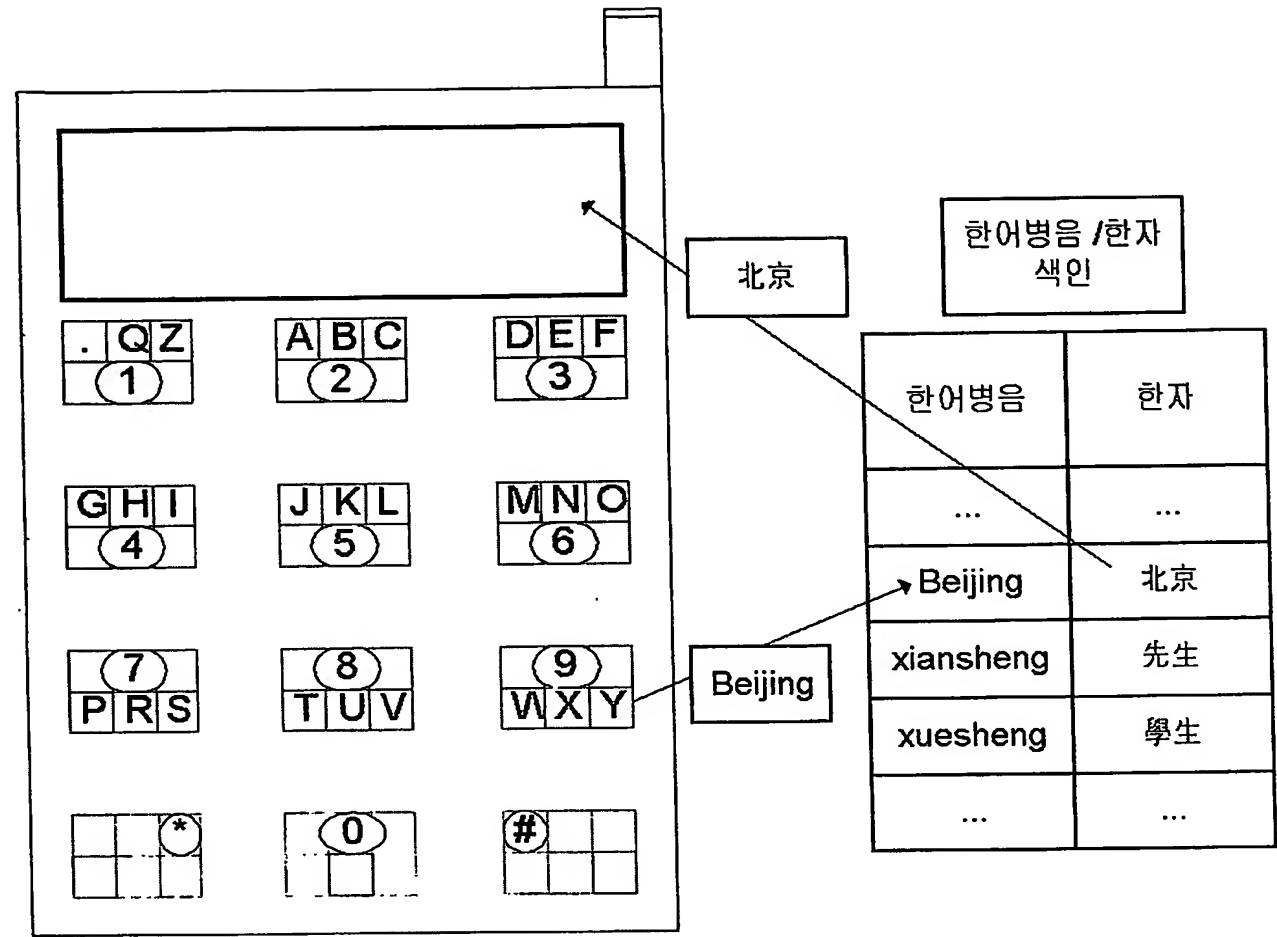 . Q Z
1
A B C
2
D E F
3
G H I
4
J K L
5
M N O
6
7
P R S
8
T U V
9
W X Y
*
0
#
北京
Beijing
한어병음 /한자
색인
한어병음 한자
... ...
Beijing 北京
xiansheng 先生
xuesheng 學生
... ...